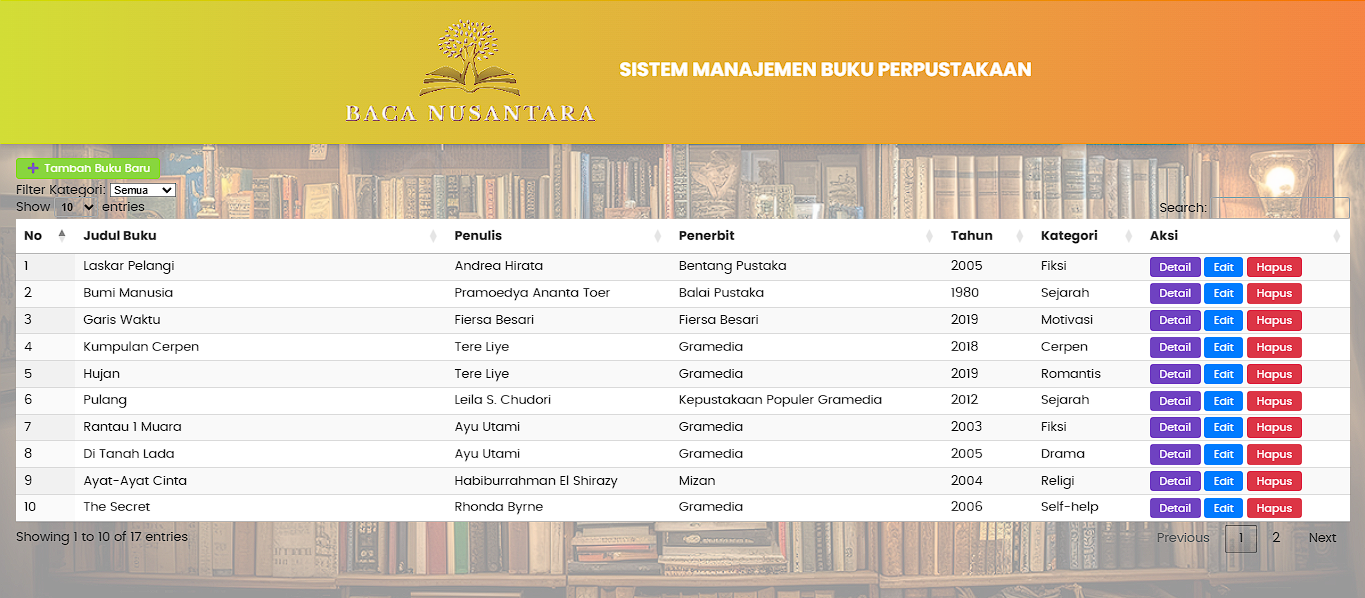 BACA NUSANTARA
SISTEM MANAJEMEN BUKU PERPUSTAKAAN
Tambah Buku Baru
Filter Kategori: Semua
Show 10 entries
Search:
No Judul Buku Penulis Penerbit Tahun Kategori Aksi
1 Laskar Pelangi Andrea Hirata Bentang Pustaka 2005 Fiksi Detail Edit Hapus
2 Bumi Manusia Pramoedya Ananta Toer Balai Pustaka 1980 Sejarah Detail Edit Hapus
3 Garis Waktu Fiersa Besari Fiersa Besari 2019 Motivasi Detail Edit Hapus
4 Kumpulan Cerpen Tere Liye Gramedia 2018 Cerpen Detail Edit Hapus
5 Hujan Tere Liye Gramedia 2019 Romantis Detail Edit Hapus
6 Pulang Leila S. Chudori Kepustakaan Populer Gramedia 2012 Sejarah Detail Edit Hapus
7 Rantau 1 Muara Ayu Utami Gramedia 2003 Fiksi Detail Edit Hapus
8 Di Tanah Lada Ayu Utami Gramedia 2005 Drama Detail Edit Hapus
9 Ayat-Ayat Cinta Habiburrahman El Shirazy Mizan 2004 Religi Detail Edit Hapus
10 The Secret Rhonda Byrne Gramedia 2006 Self-help Detail Edit Hapus
Showing 1 to 10 of 17 entries
Previous 1 2 Next